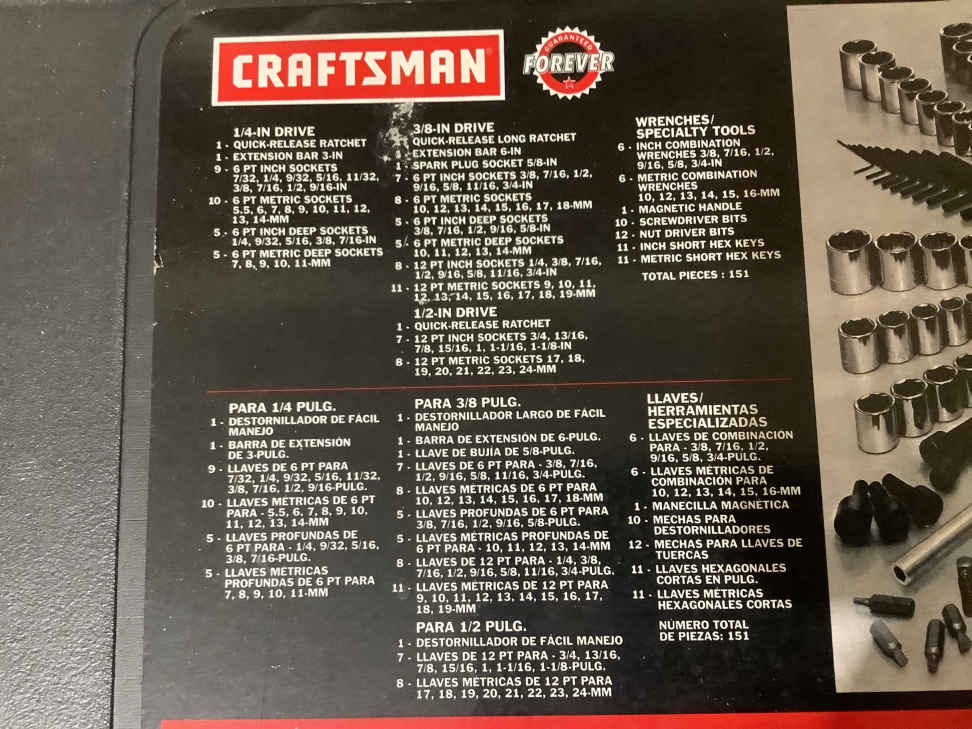 CRAFTSMAN
GUARANTEED
FOREVER
1/4-IN DRIVE
1 - QUICK-RELEASE RATCHET
1 - EXTENSION BAR 3-IN
9 - 6 PT INCH SOCKETS
7/32, 1/4, 9/32, 5/16, 11/32,
3/8, 7/16, 1/2, 9/16-IN
10 - 6 PT METRIC SOCKETS
5.5, 6, 7, 8, 9, 10, 11, 12,
13, 14-MM
5 - 6 PT INCH DEEP SOCKETS
1/4, 9/32, 5/16, 3/8, 7/16-IN
5 - 6 PT METRIC DEEP SOCKETS
7, 8, 9, 10, 11-MM
3/8-IN DRIVE
QUICK-RELEASE LONG RATCHET
1 - EXTENSION BAR 6-IN
1 - SPARK PLUG SOCKET 5/8-IN
7 - 6 PT INCH SOCKETS 3/8, 7/16, 1/2,
9/16, 5/8, 11/16, 3/4-IN
8 - 6 PT METRIC SOCKETS
10, 12, 13, 14, 15, 16, 17, 18-MM
5 - 6 PT INCH DEEP SOCKETS
3/8, 7/16, 1/2, 9/16, 5/8-IN
5 - 6 PT METRIC DEEP SOCKETS
10, 11, 12, 13, 14-MM
8 - 12 PT INCH SOCKETS 1/4, 3/8, 7/16,
1/2, 9/16, 5/8, 11/16, 3/4-IN
11 - 12 PT METRIC SOCKETS 9, 10, 11,
12, 13, 14, 15, 16, 17, 18, 19-MM
1/2-IN DRIVE
1 - QUICK-RELEASE RATCHET
7 - 12 PT INCH SOCKETS 3/4, 13/16,
7/8, 15/16, 1, 1-1/16, 1-1/8-IN
8 - 12 PT METRIC SOCKETS 17, 18,
19, 20, 21, 22, 23, 24-MM
WRENCHES/
SPECIALTY TOOLS
6 - INCH COMBINATION
WRENCHES 3/8, 7/16, 1/2,
9/16, 5/8, 3/4-IN
6 - METRIC COMBINATION
WRENCHES
10, 12, 13, 14, 15, 16-MM
1 - MAGNETIC HANDLE
10 - SCREWDRIVER BITS
12 - NUT DRIVER BITS
11 - INCH SHORT HEX KEYS
11 - METRIC SHORT HEX KEYS
TOTAL PIECES : 151
PARA 1/4 PULG.
1 - DESTORNILLADOR DE FÁCIL
MANEJO
1 - BARRA DE EXTENSIÓN
DE 3-PULG.
9 - LLAVES DE 6 PT PARA
7/32, 1/4, 9/32, 5/16, 11/32,
3/8, 7/16, 1/2, 9/16-PULG.
10 - LLAVES MÉTRICAS DE 6 PT
PARA - 5.5, 6, 7, 8, 9, 10,
11, 12, 13, 14-MM
5 - LLAVES PROFUNDAS DE
6 PT PARA - 1/4, 9/32, 5/16,
3/8, 7/16-PULG.
5 - LLAVES METRICAS
PROFUNDAS DE 6 PT PARA
7, 8, 9, 10, 11-MM
PARA 3/8 PULG.
1 - DESTORNILLADOR LARGO DE FÁCIL
MANEJO
1 - BARRA DE EXTENSIÓN DE 6-PULG.
1 - LLAVE DE BUJÍA DE 5/8-PULG.
7 - LLAVES DE 6 PT PARA - 3/8, 7/16,
1/2, 9/16, 5/8, 11/16, 3/4-PULG.
8 - LLAVES MÉTRICAS DE 6 PT PARA
10, 12, 13, 14, 15, 16, 17, 18-MM
5 - LLAVES PROFUNDAS DE 6 PT PARA
3/8, 7/16, 1/2, 9/16, 5/8-PULG.
5 - LLAVES MÉTRICAS PROFUNDAS DE
6 PT PARA - 10, 11, 12, 13, 14-MM
8 - LLAVES DE 12 PT PARA - 1/4, 3/8,
7/16, 1/2, 9/16, 5/8, 11/16, 3/4-PULG.
11 - LLAVES MÉTRICAS DE 12 PT PARA
9, 10, 11, 12, 13, 14, 15, 16, 17,
18, 19-MM
PARA 1/2 PULG.
1 - DESTORNILLADOR DE FÁCIL MANEJO
7 - LLAVES DE 12 PT PARA - 3/4, 13/16,
7/8, 15/16, 1, 1-1/16, 1-1/8-PULG.
8 - LLAVES MÉTRICAS DE 12 PT PARA
17, 18, 19, 20, 21, 22, 23, 24-MM
LLAVES/
HERRAMIENTAS
ESPECIALIZADAS
6 - LLAVES DE COMBINACIÓN
PARA - 3/8, 7/16, 1/2,
9/16, 5/8, 3/4-PULG.
6 - LLAVES MÉTRICAS DE
COMBINACIÓN PARA
10, 12, 13, 14, 15, 16-MM
1 - MANECILLA MAGNÉTICA
10 - MECHAS PARA
DESTORNILLADORES
12 - MECHAS PARA LLAVES DE
TUERCAS
11 - LLAVES HEXAGONALES
CORTAS EN PULG.
11 - LLAVES MÉTRICAS
HEXAGONALES CORTAS
NÚMERO TOTAL
DE PIEZAS: 151